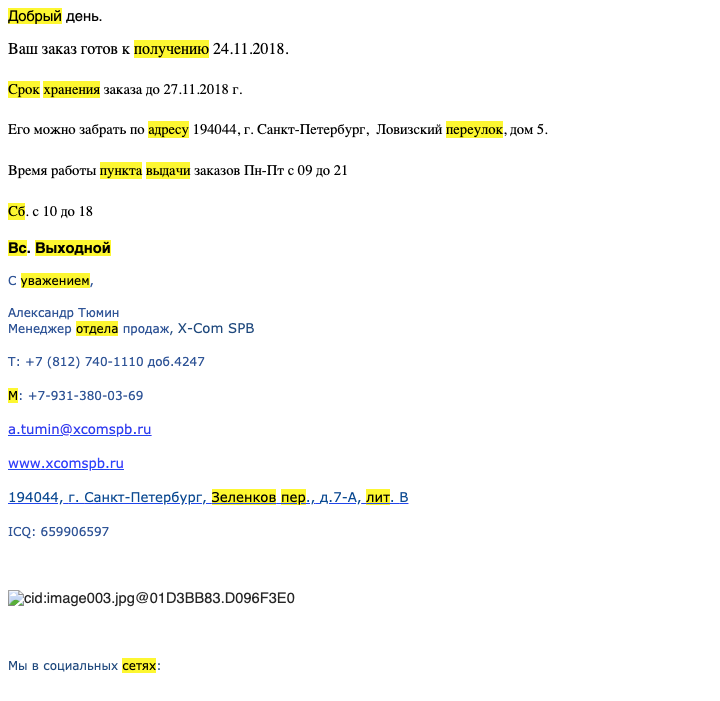 Добрый день.
Ваш заказ готов к получению 24.11.2018.
Срок хранения заказа до 27.11.2018 г.
Его можно забрать по адресу 194044, г. Санкт-Петербург,  Ловизский переулок, дом 5.
Время работы пункта выдачи заказов Пн-Пт с 09 до 21
Сб. с 10 до 18
Вс. Выходной
С уважением,
Александр Тюмин
Менеджер отдела продаж, X-Com SPB
Т: +7 (812) 740-1110 доб.4247
М: +7-931-380-03-69
a.tumin@xcomspb.ru
www.xcomspb.ru
194044, г. Санкт-Петербург, Зеленков пер., д.7-А, лит. В
ICQ: 659906597
cid:image003.jpg@01D3BB83.D096F3E0
Мы в социальных сетях: